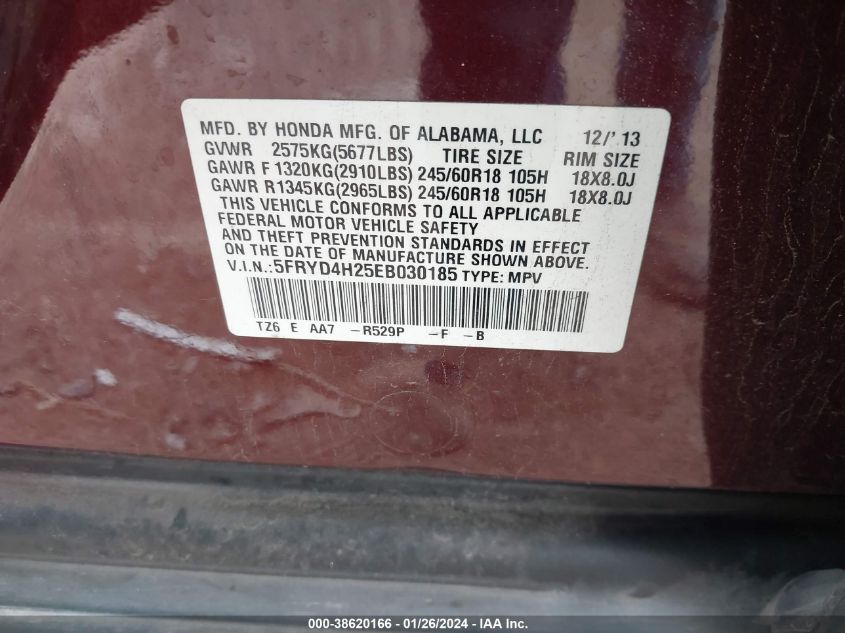 MFD. BY HONDA MFG. OF ALABAMA, LLC 12/'13
GVWR 2575KG(5677LBS) TIRE SIZE RIM SIZE
GAWR F 1320KG(2910LBS) 245/60R18 105H 18X8.0J
GAWR R1345KG(2965LBS) 245/60R18 105H 18X8.0J
THIS VEHICLE CONFORMS TO ALL APPLICABLE
FEDERAL MOTOR VEHICLE SAFETY
AND THEFT PREVENTION STANDARDS IN EFFECT
ON THE DATE OF MANUFACTURE SHOWN ABOVE.
V.I.N.:5FRYD4H25EB030185 TYPE: MPV
TZ6 E AA7 -R529P -F -B
000-38620166 | 01/26/2024 - IAA Inc.